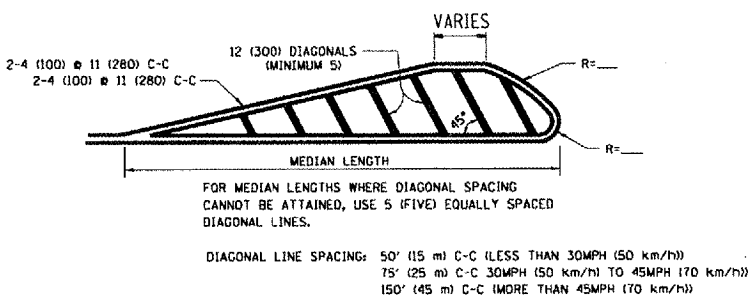 VARIES
12 (300) DIAGONALS
(MINIMUM 5)
2-4 (100) @ 11 (280) C-C
2-4 (100) @ 11 (280) C-C
R=___
45°
R=___
MEDIAN LENGTH
FOR MEDIAN LENGTHS WHERE DIAGONAL SPACING
CANNOT BE ATTAINED, USE 5 (FIVE) EQUALLY SPACED
DIAGONAL LINES.
DIAGONAL LINE SPACING: 50' (15 m) C-C (LESS THAN 30MPH (50 km/h))
75' (25 m) C-C 30MPH (50 km/h) TO 45MPH (70 km/h))
150' (45 m) C-C (MORE THAN 45MPH (70 km/h))